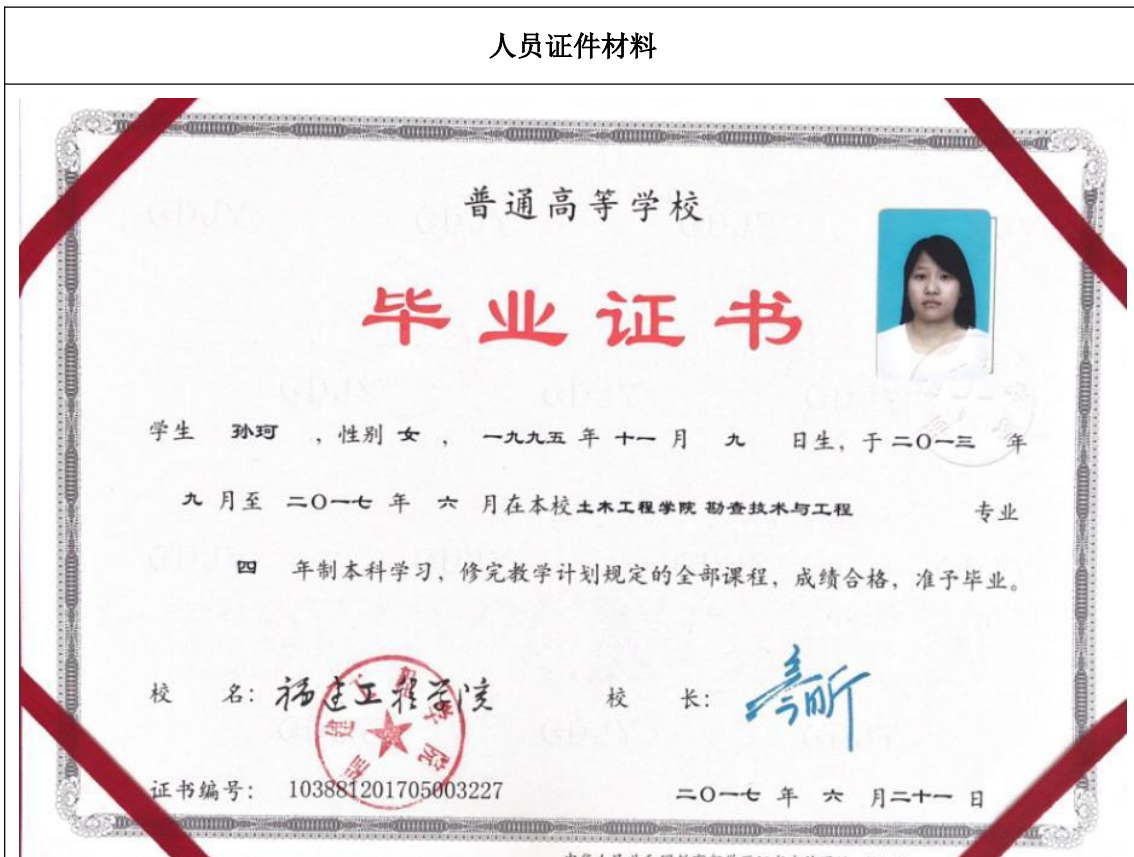 人员证件材料
普通高等学校
毕业证书
学生 孙珂 ,性别 女 , 一九九五 年 十一 月 九 日生, 于 二〇一三 年
九 月至 二〇一七 年 六 月在本校 土木工程学院 勘查技术与工程 专业
四 年制本科学习, 修完教学计划规定的全部课程, 成绩合格, 准予毕业。
校 名: 福建工程学院 校 长:
证书编号: 103881201705003227 二〇一七 年 六 月 二十一 日